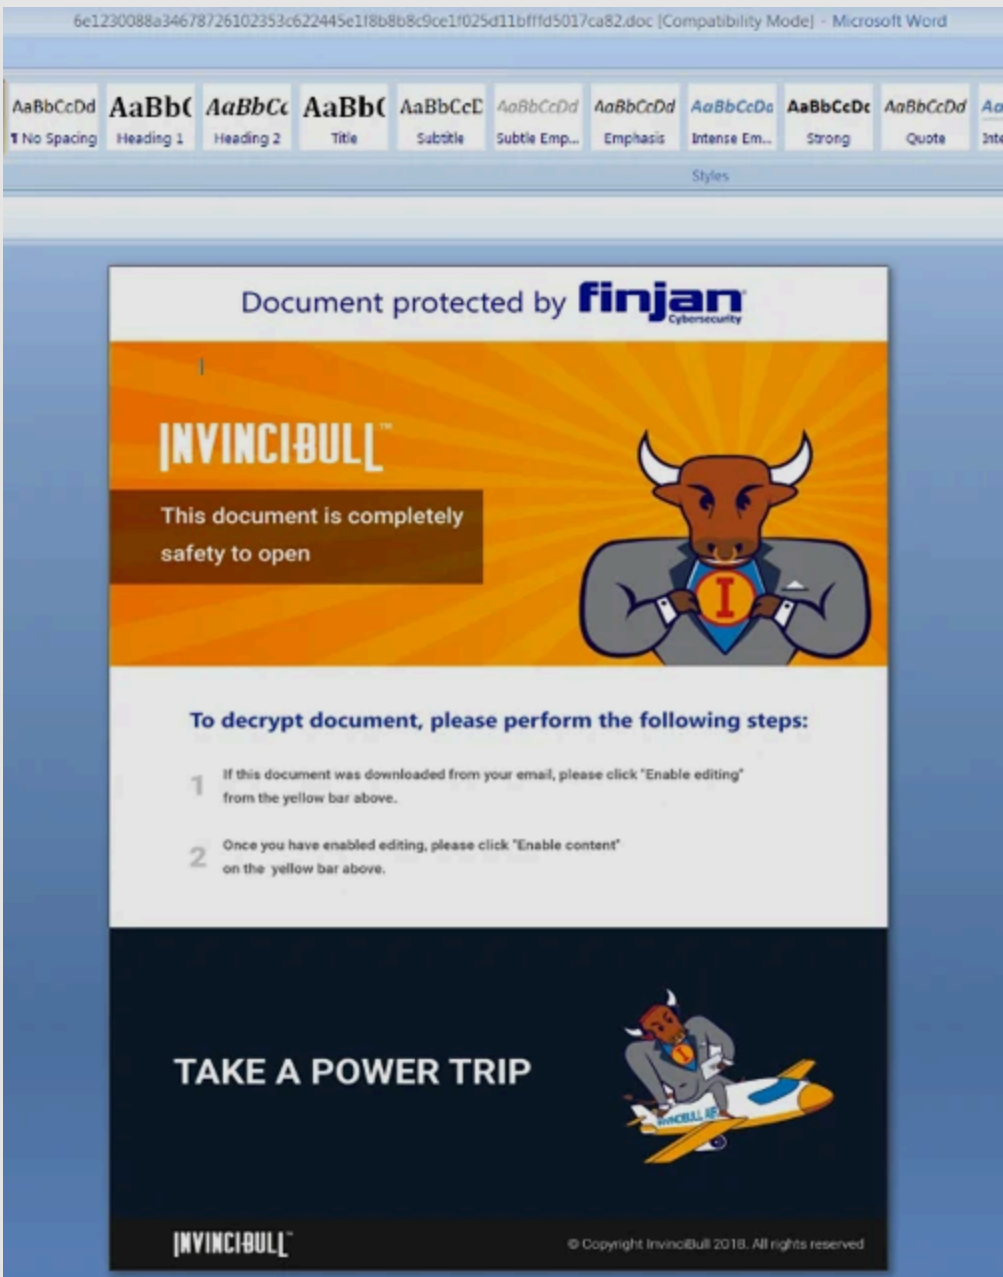 6e1230088a34678726102353c622445e1f8b8b8c9ce1f025d11bfffd5017ca82.doc [Compatibility Mode] - Microsoft Word
AaBbCcDd AaBb( AaBbCc AaBb( AaBbCcD AaBbCcDd AaBbCcDd AaBbCcDc AaBbCcDc AaBbCcDd
¶ No Spacing Heading 1 Heading 2 Title Subtitle Subtle Emp... Emphasis Intense Em... Strong Quote
Styles
Document protected by finjan
Cybersecurity
INVINCIBULL™
This document is completely
safety to open
I
To decrypt document, please perform the following steps:
1 If this document was downloaded from your email, please click "Enable editing"
from the yellow bar above.
2 Once you have enabled editing, please click "Enable content"
on the yellow bar above.
TAKE A POWER TRIP
I
INVINCIBULL AIR
INVINCIBULL™
© Copyright InvinciBull 2018. All rights reserved